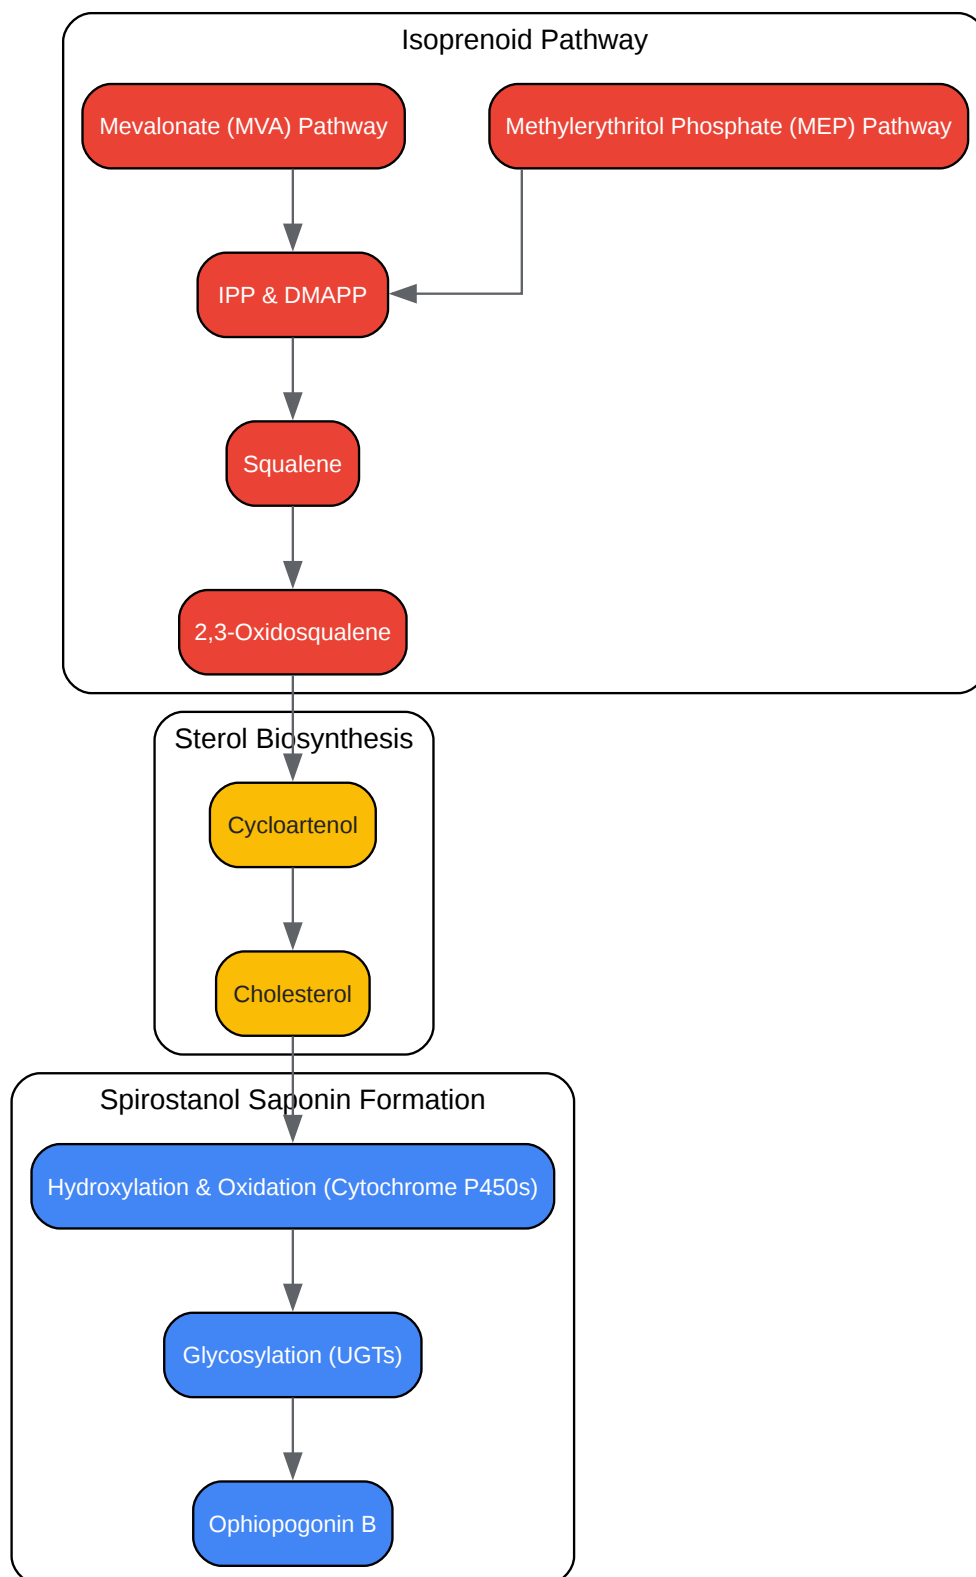 Isoprenoid Pathway
Mevalonate (MVA) Pathway
Methylerythritol Phosphate (MEP) Pathway
IPP & DMAPP
Squalene
2,3-Oxidosqualene
Sterol Biosynthesis
Cycloartenol
Cholesterol
Spirostanol Saponin Formation
Hydroxylation & Oxidation (Cytochrome P450s)
Glycosylation (UGTs)
Ophiopogonin B